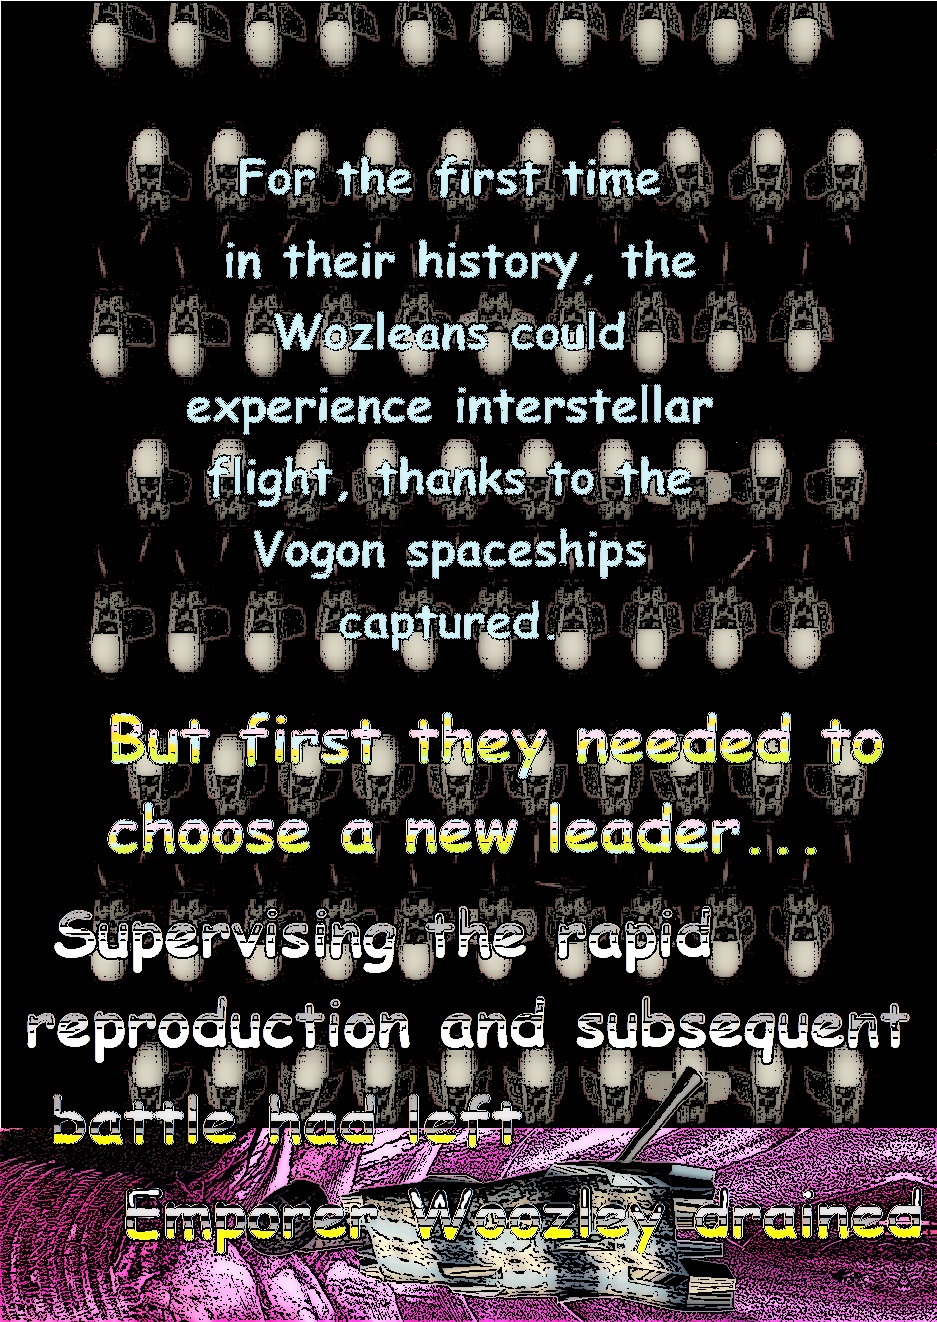 For the first time
in their history, the
Wozleans could
experience interstellar
flight, thanks to the
Vogon spaceships
captured.
But first they needed to
choose a new leader...
Supervising the rapid
reproduction and subsequent
battle had left
Emporer Woozley drained